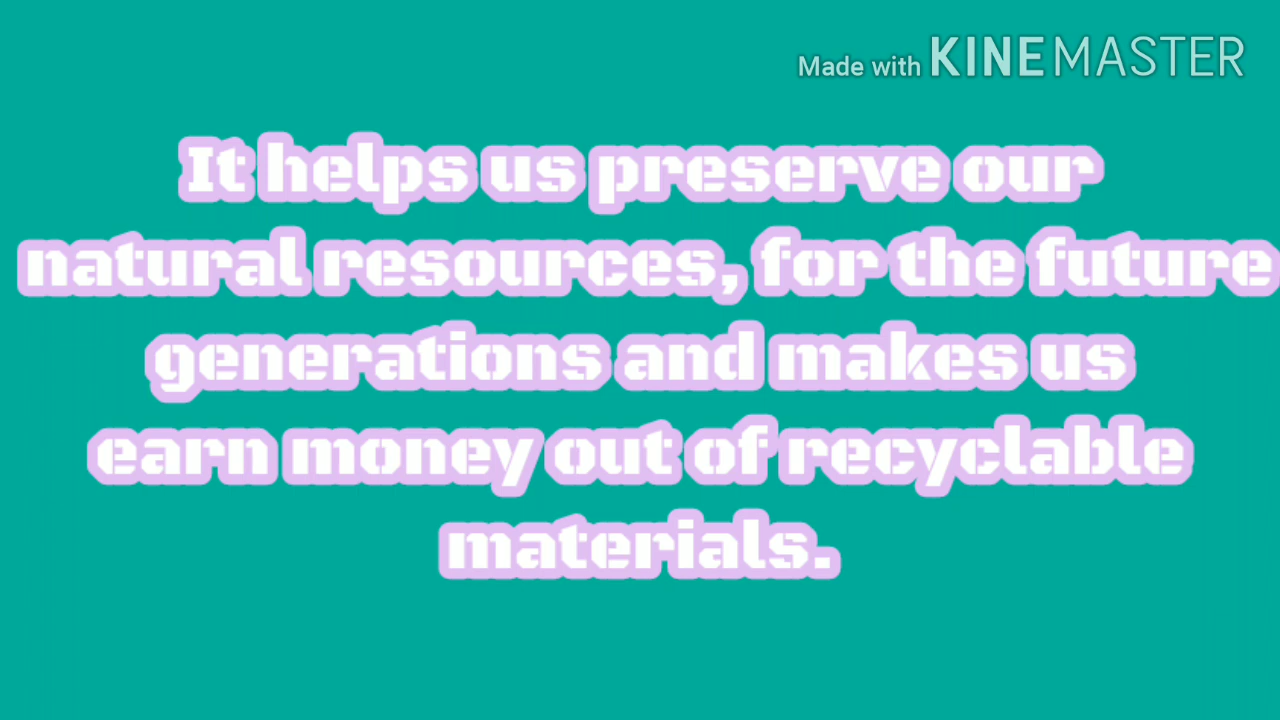 Made with KINEMASTER
It helps us preserve our
natural resources, for the future
generations and makes us
earn money out of recyclable
materials.